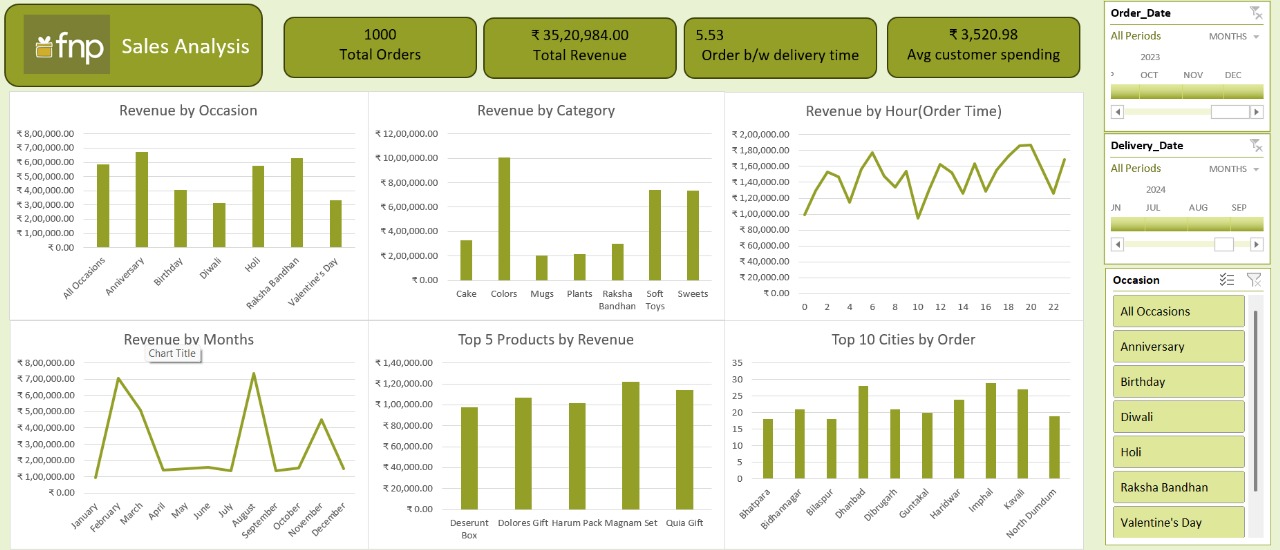 fnp
Sales Analysis
1000
Total Orders
₹ 35,20,984.00
Total Revenue
5.53
Order b/w delivery time
₹ 3,520.98
Avg customer spending
Order_Date
All Periods MONTHS
2023
OCT NOV DEC
Delivery_Date
All Periods MONTHS
2024
JUL AUG SEP
Occasion
All Occasions
Anniversary
Birthday
Diwali
Holi
Raksha Bandhan
Valentine's Day
Revenue by Occasion
₹ 8,00,000.00
₹ 7,00,000.00
₹ 6,00,000.00
₹ 5,00,000.00
₹ 4,00,000.00
₹ 3,00,000.00
₹ 2,00,000.00
₹ 1,00,000.00
₹ 0.00
All Occasions
Anniversary
Birthday
Diwali
Holi
Raksha Bandhan
Valentine's Day
Revenue by Category
₹ 12,00,000.00
₹ 10,00,000.00
₹ 8,00,000.00
₹ 6,00,000.00
₹ 4,00,000.00
₹ 2,00,000.00
₹ 0.00
Cake Colors Mugs Plants Raksha Soft Sweets
Bandhan Toys
Revenue by Hour(Order Time)
₹ 2,00,000.00
₹ 1,80,000.00
₹ 1,60,000.00
₹ 1,40,000.00
₹ 1,20,000.00
₹ 1,00,000.00
₹ 80,000.00
₹ 60,000.00
₹ 40,000.00
₹ 20,000.00
₹ 0.00
0 2 4 6 8 10 12 14 16 18 20 22
Revenue by Months
Chart Title
₹ 8,00,000.00
₹ 7,00,000.00
₹ 6,00,000.00
₹ 5,00,000.00
₹ 4,00,000.00
₹ 3,00,000.00
₹ 2,00,000.00
₹ 1,00,000.00
₹ 0.00
January
February
March
April
May
June
July
August
September
October
November
December
Top 5 Products by Revenue
₹ 1,40,000.00
₹ 1,20,000.00
₹ 1,00,000.00
₹ 80,000.00
₹ 60,000.00
₹ 40,000.00
₹ 20,000.00
₹ 0.00
Deserunt Dolores Gift Harum Pack Magnam Set Quia Gift
Box
Top 10 Cities by Order
35
30
25
20
15
10
5
0
Bhatpara
Bidhannagar
Bilaspur
Dhanbad
Dibrugarh
Guntakal
Haridwar
Imphal
Kavali
North Dumdum